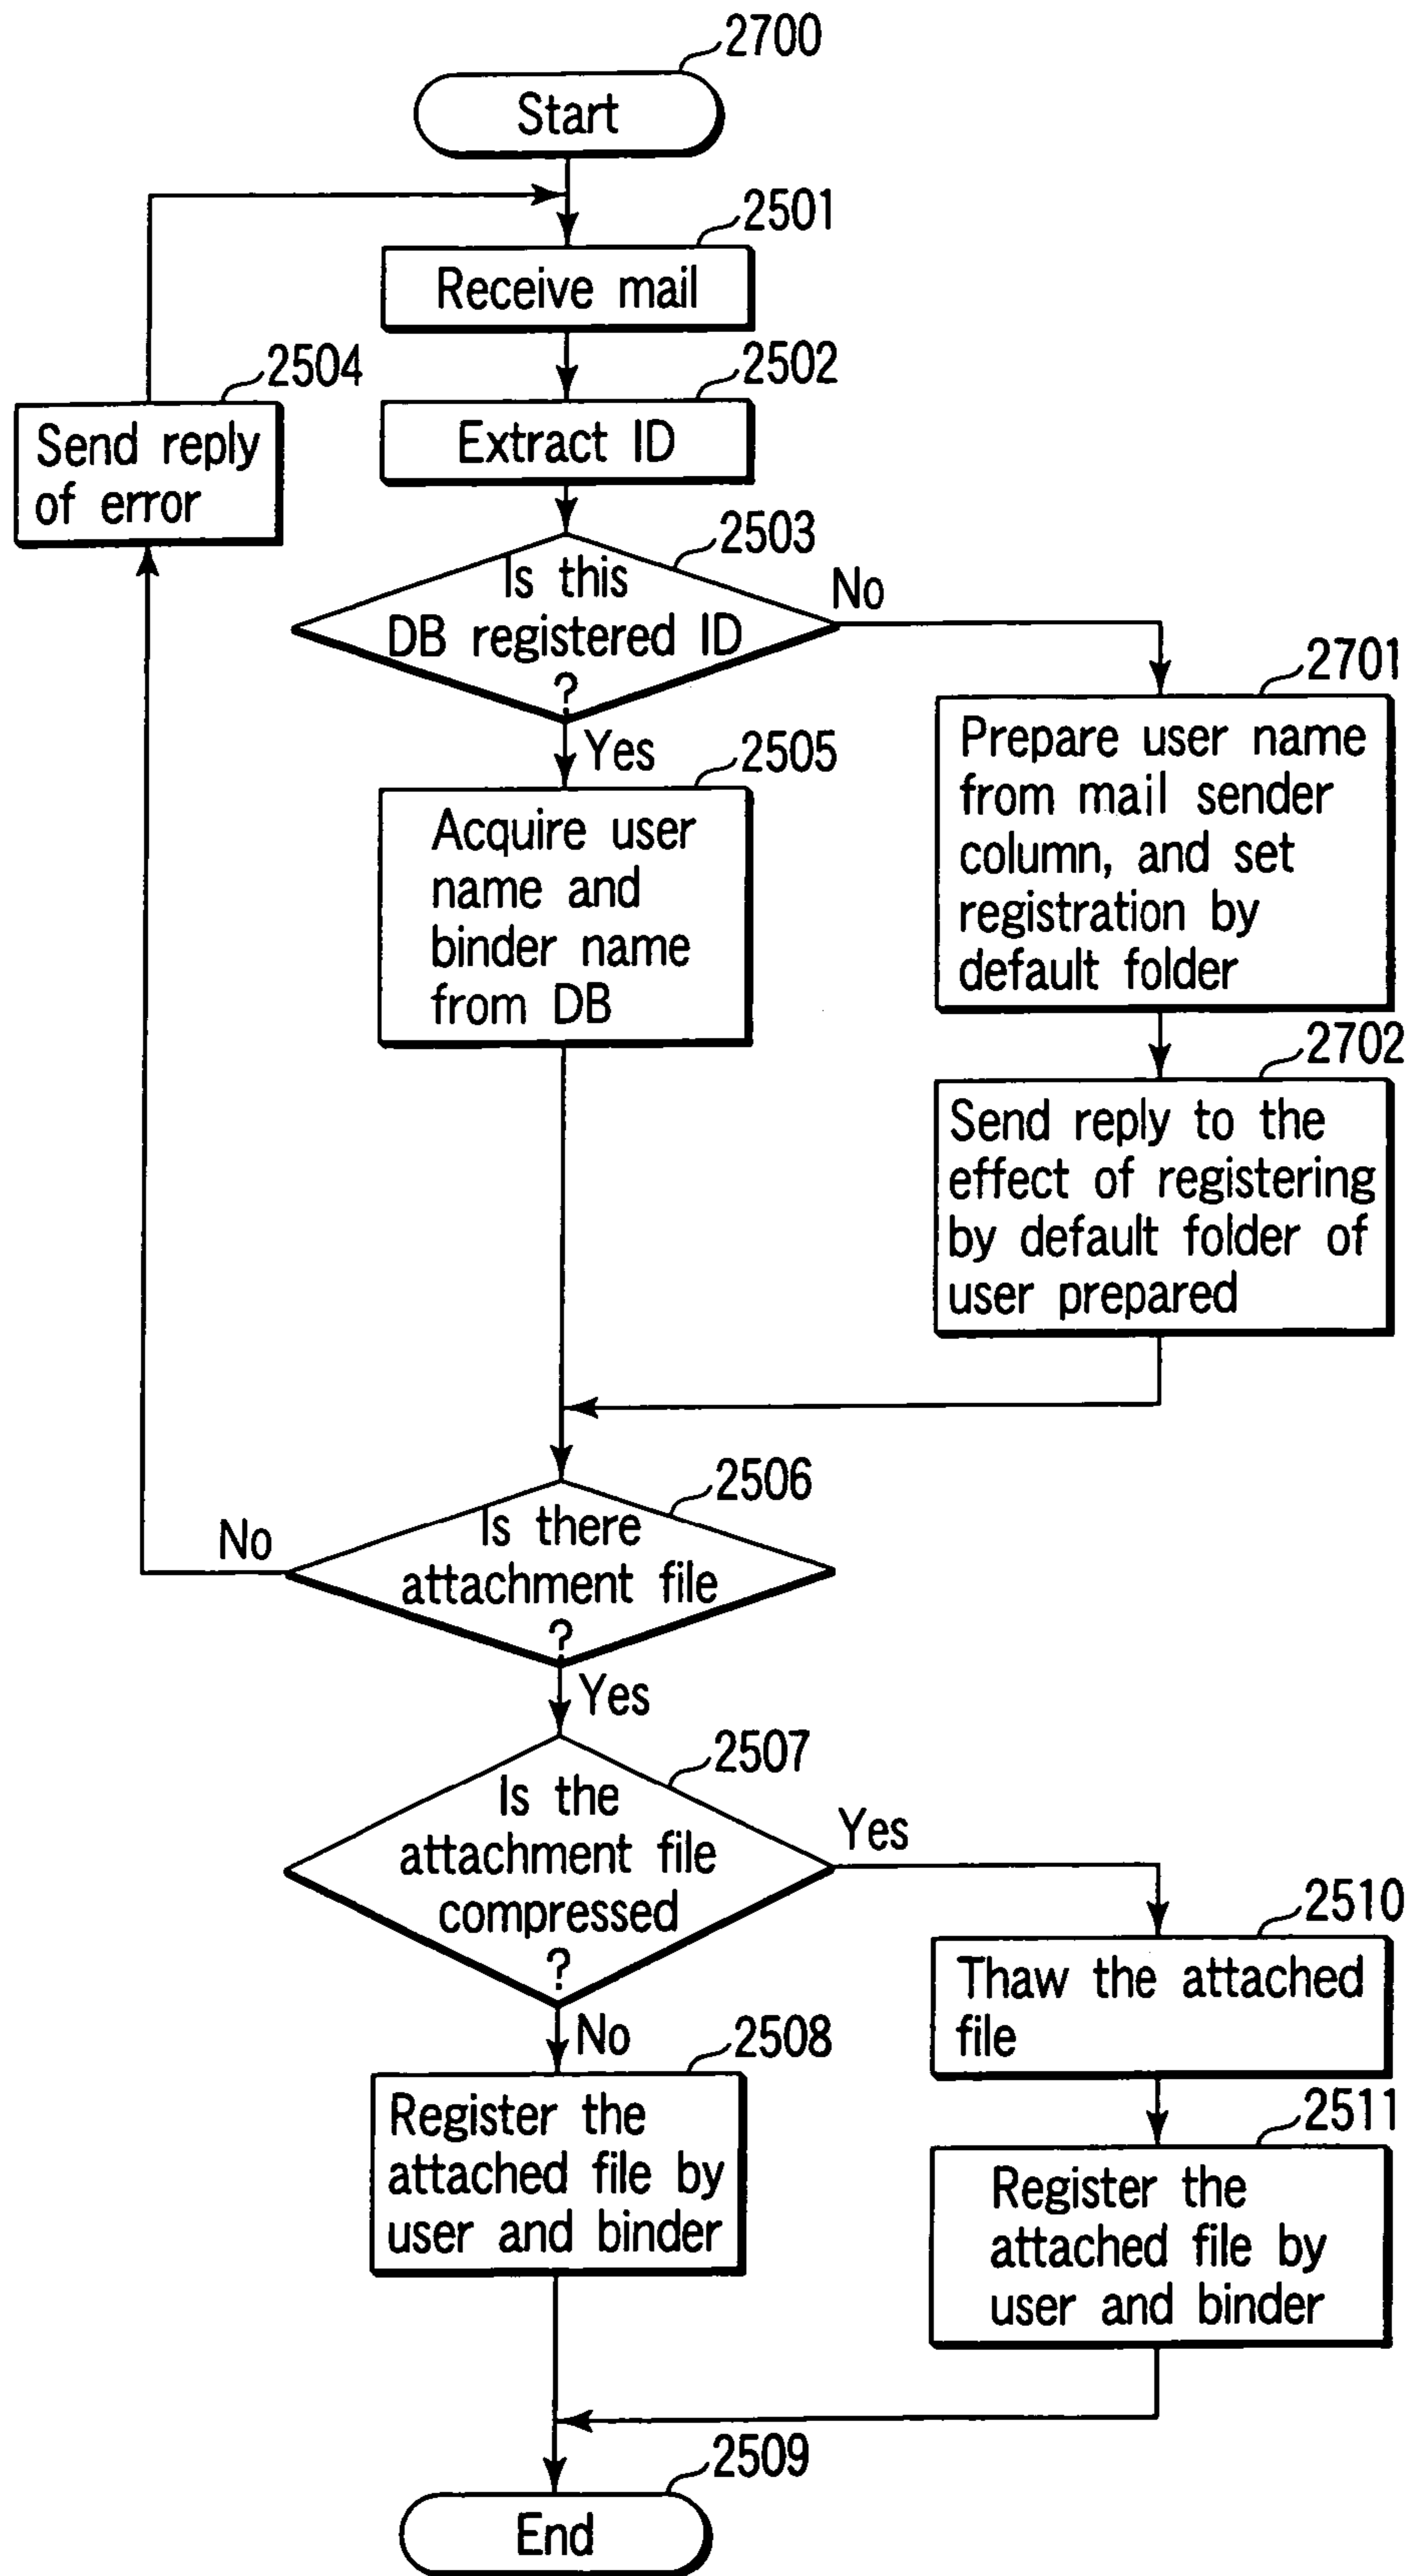 2700
Start
2501
Receive mail
2504
Send reply
of error
2502
Extract ID
2503
Is this
DB registered ID
?
No
Yes
2505
Acquire user
name and
binder name
from DB
2701
Prepare user name
from mail sender
column, and set
registration by
default folder
2702
Send reply to the
effect of registering
by default folder of
user prepared
2506
Is there
attachment file
?
No
Yes
2507
Is the
attachment file
compressed
?
Yes
No
2508
Register the
attached file by
user and binder
2510
Thaw the attached
file
2511
Register the
attached file by
user and binder
2509
End